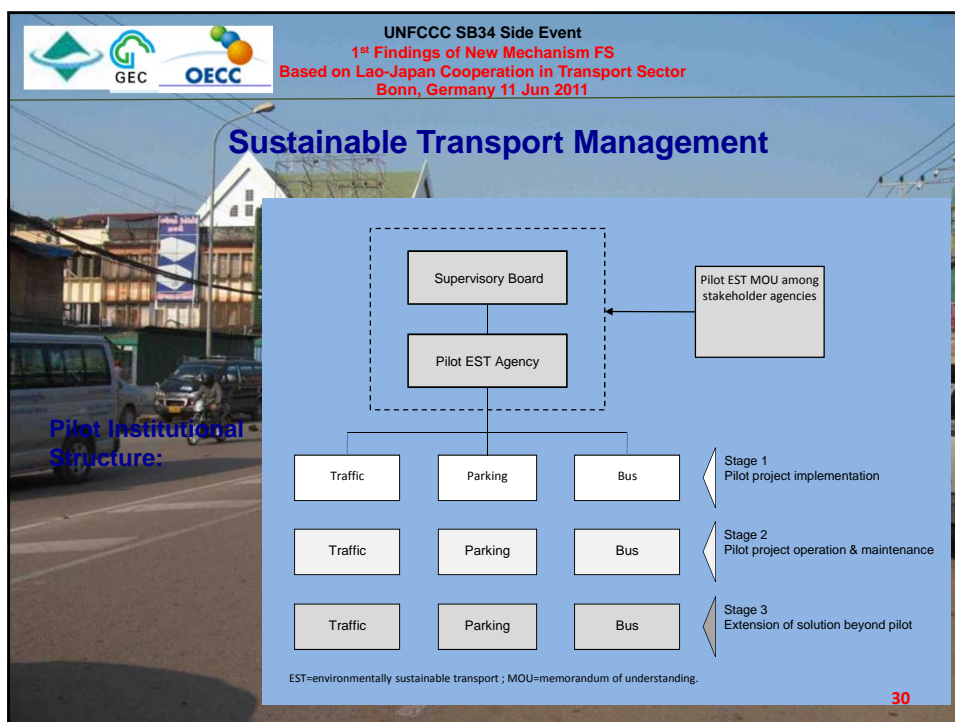 GEC
OECC
UNFCCC SB34 Side Event
1st Findings of New Mechanism FS
Based on Lao-Japan Cooperation in Transport Sector
Bonn, Germany 11 Jun 2011
Sustainable Transport Management
Pilot Institutional
Structure:
Supervisory Board
Pilot EST MOU among
stakeholder agencies
Pilot EST Agency
Traffic
Parking
Bus
Stage 1
Pilot project implementation
Traffic
Parking
Bus
Stage 2
Pilot project operation & maintenance
Traffic
Parking
Bus
Stage 3
Extension of solution beyond pilot
EST=environmentally sustainable transport ; MOU=memorandum of understanding.
30